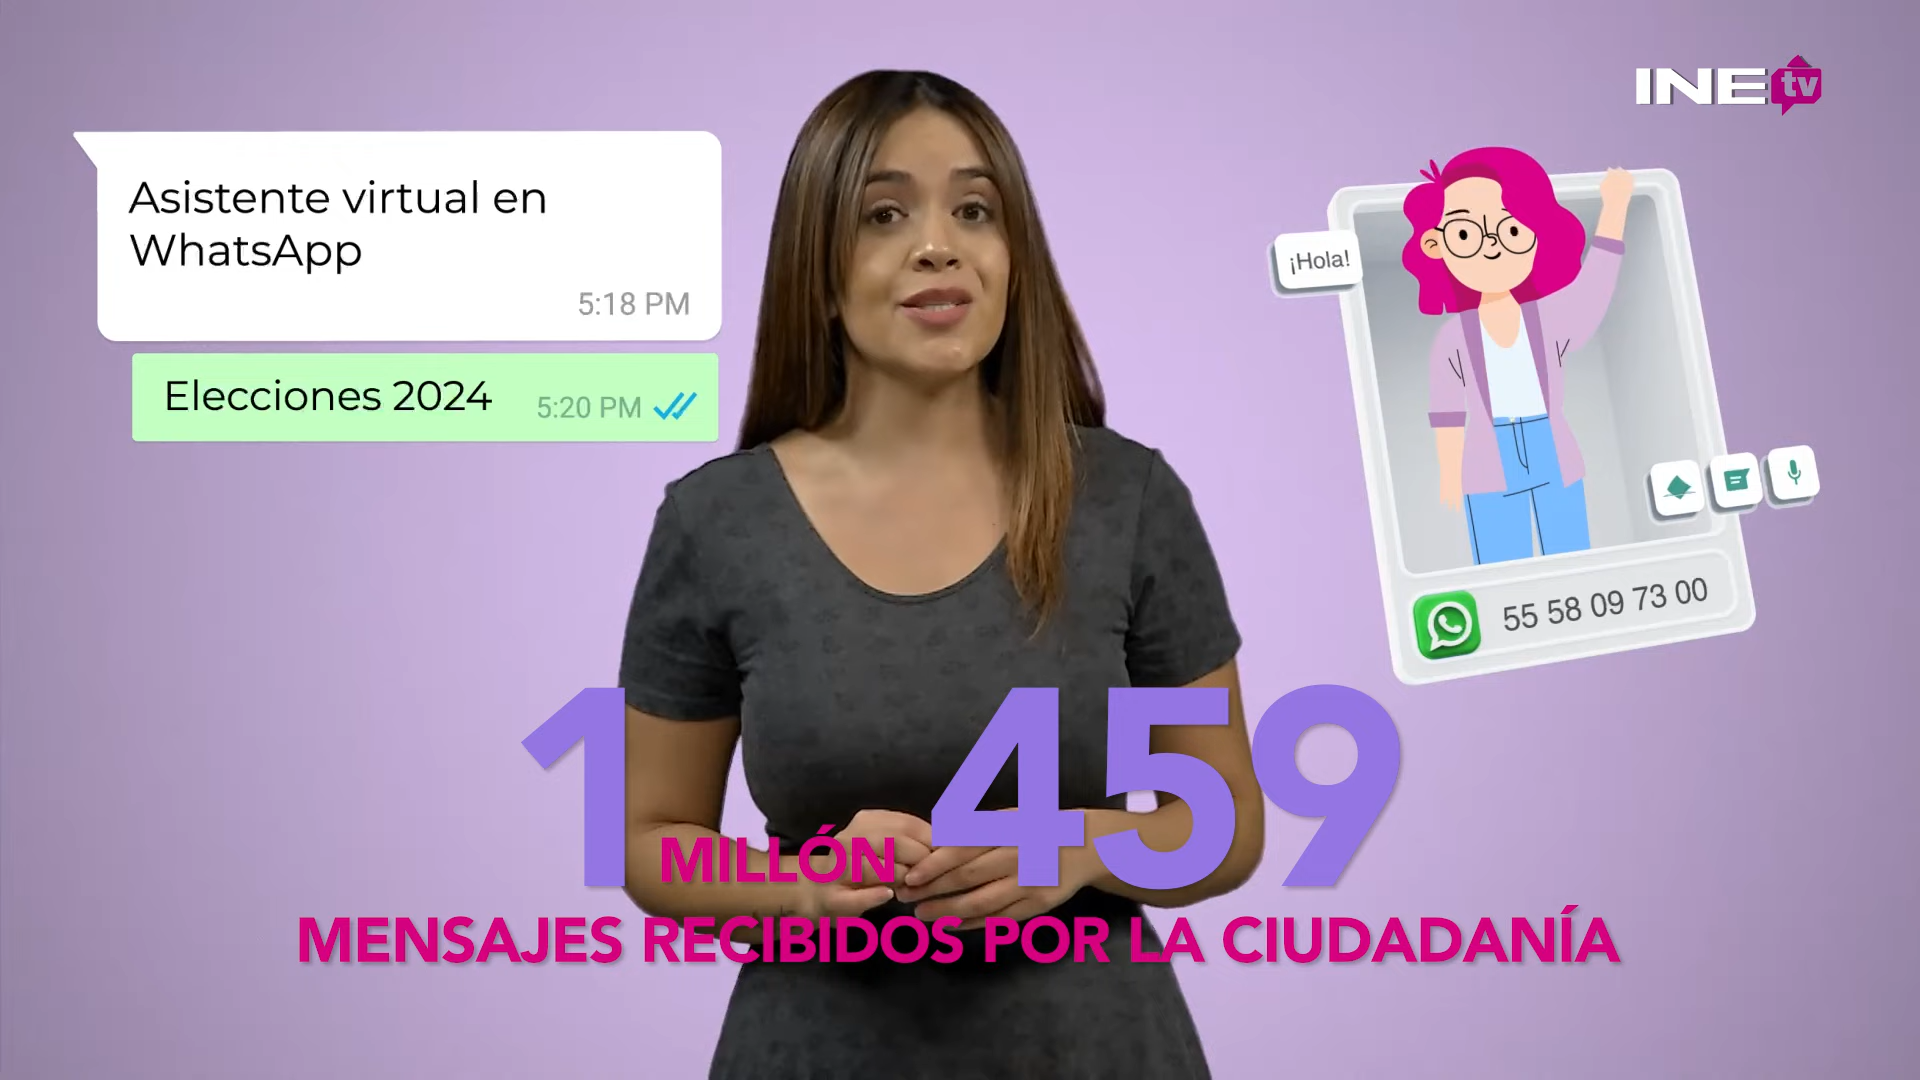 INE tv
Asistente virtual en
WhatsApp
5:18 PM
Elecciones 2024 5:20 PM
¡Hola!
55 58 09 73 00
1 MILLÓN 459
MENSAJES RECIBIDOS POR LA CIUDADANÍA